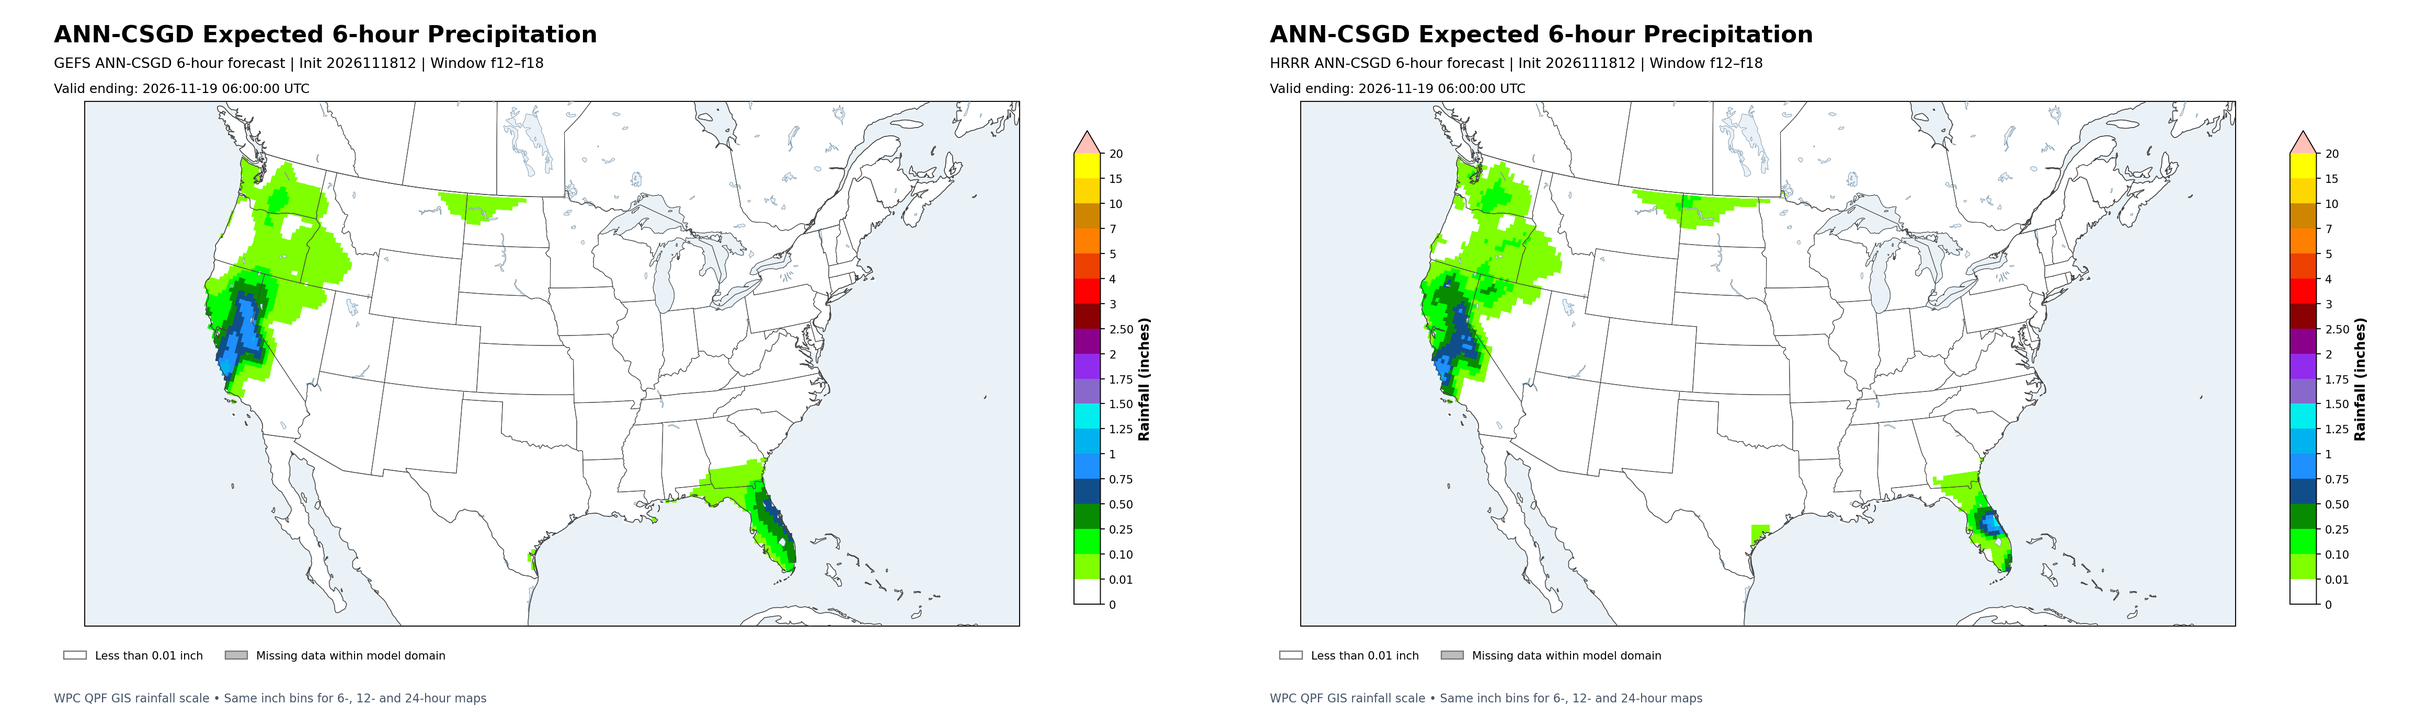 ANN-CSGD Expected 6-hour Precipitation
GEFS ANN-CSGD 6-hour forecast | Init 2026111812 | Window f12–f18
Valid ending: 2026-11-19 06:00:00 UTC
20
15
10
7
5
4
3
2.50
2
1.75
1.50
1.25
1
0.75
0.50
0.25
0.10
0.01
0
Rainfall (inches)
Less than 0.01 inch
Missing data within model domain
WPC QPF GIS rainfall scale • Same inch bins for 6-, 12- and 24-hour maps
ANN-CSGD Expected 6-hour Precipitation
HRRR ANN-CSGD 6-hour forecast | Init 2026111812 | Window f12–f18
Valid ending: 2026-11-19 06:00:00 UTC
20
15
10
7
5
4
3
2.50
2
1.75
1.50
1.25
1
0.75
0.50
0.25
0.10
0.01
0
Rainfall (inches)
Less than 0.01 inch
Missing data within model domain
WPC QPF GIS rainfall scale • Same inch bins for 6-, 12- and 24-hour maps